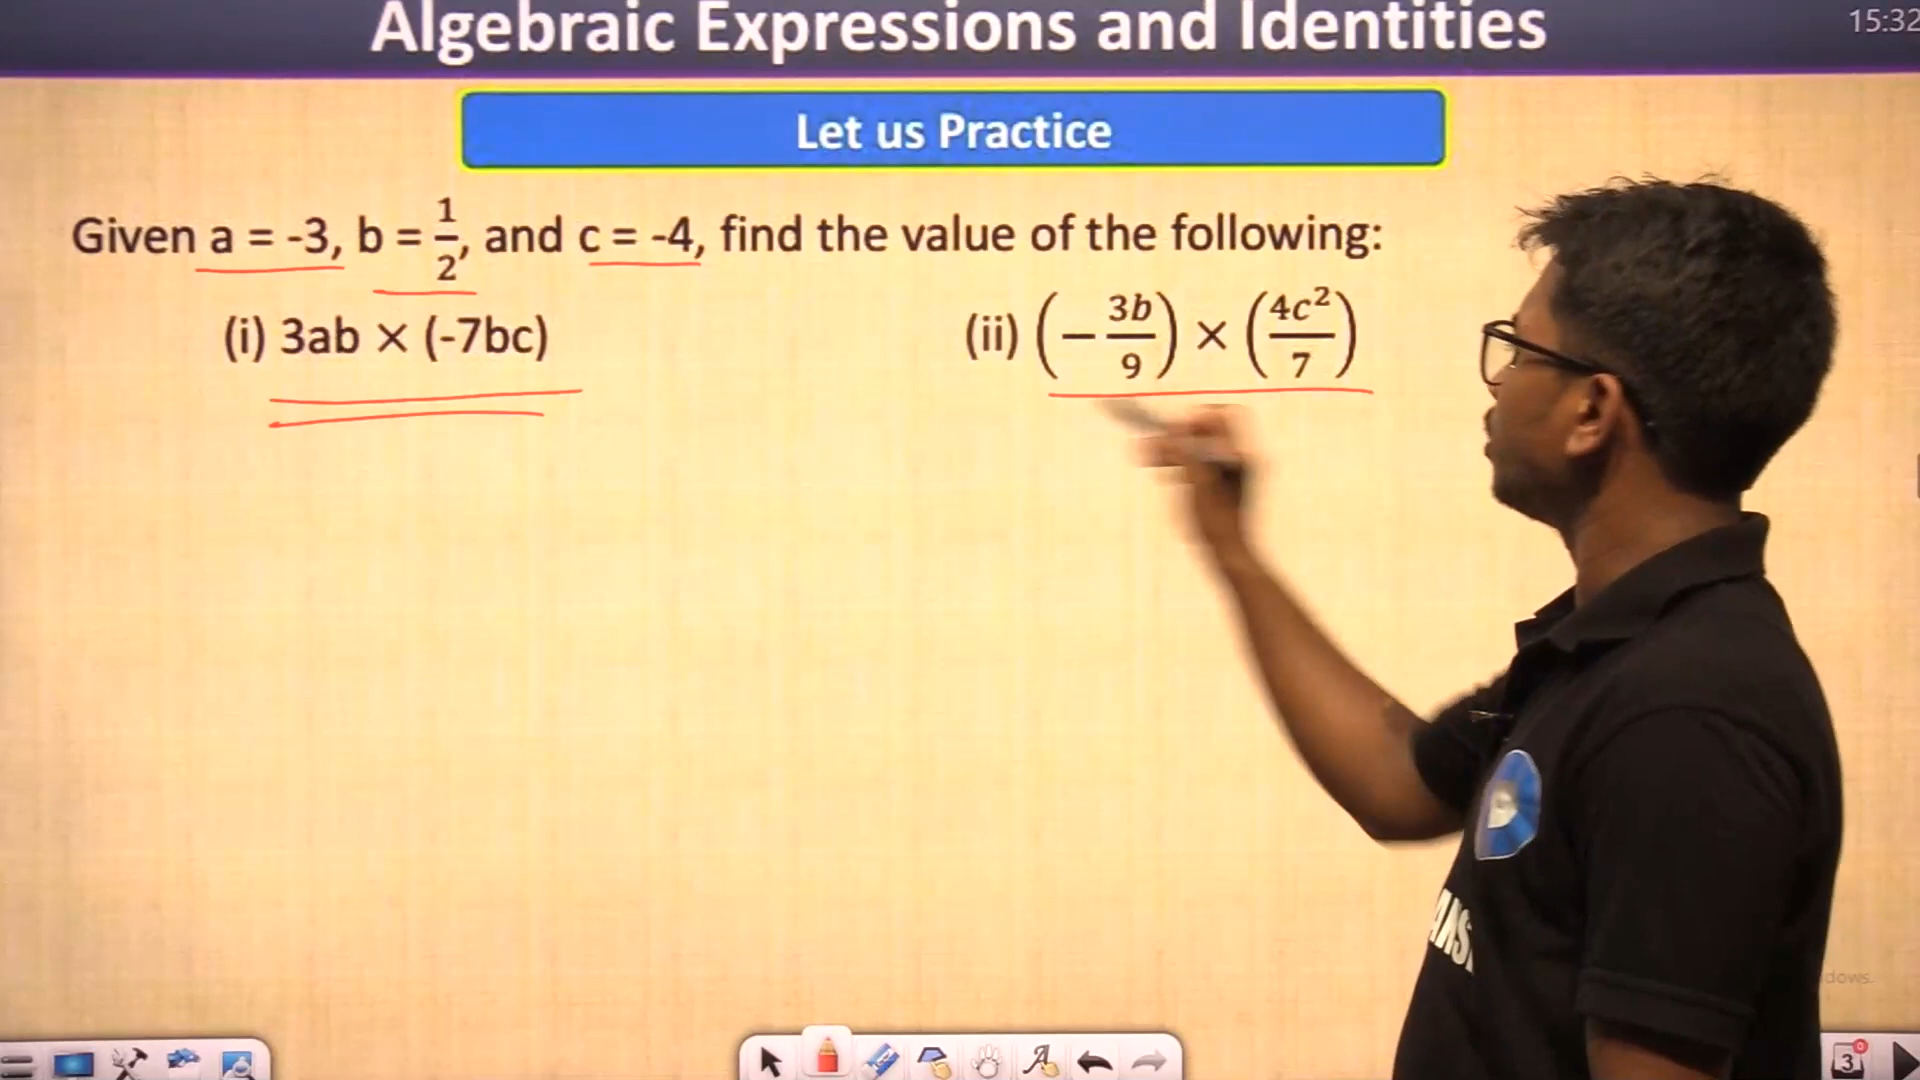 Algebraic Expressions and Identities
15:32
Let us Practice
Given a = -3, b = 1/2, and c = -4, find the value of the following:
(i) 3ab × (-7bc)
(ii) (−3b/9) × (4c²/7)
3